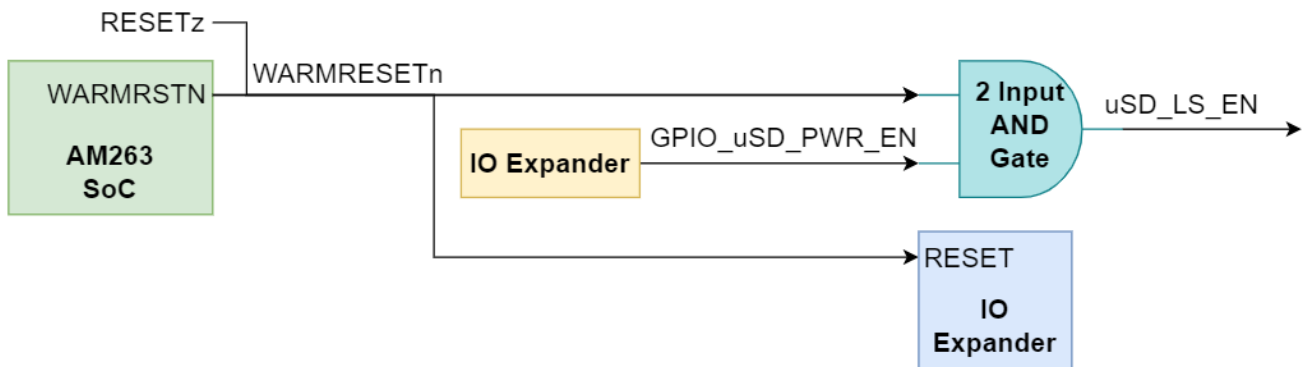 RESETz
WARMRSTN
AM263
SoC
WARMRESETn
IO Expander
GPIO_uSD_PWR_EN
2 Input
AND
Gate
uSD_LS_EN
RESET
IO
Expander